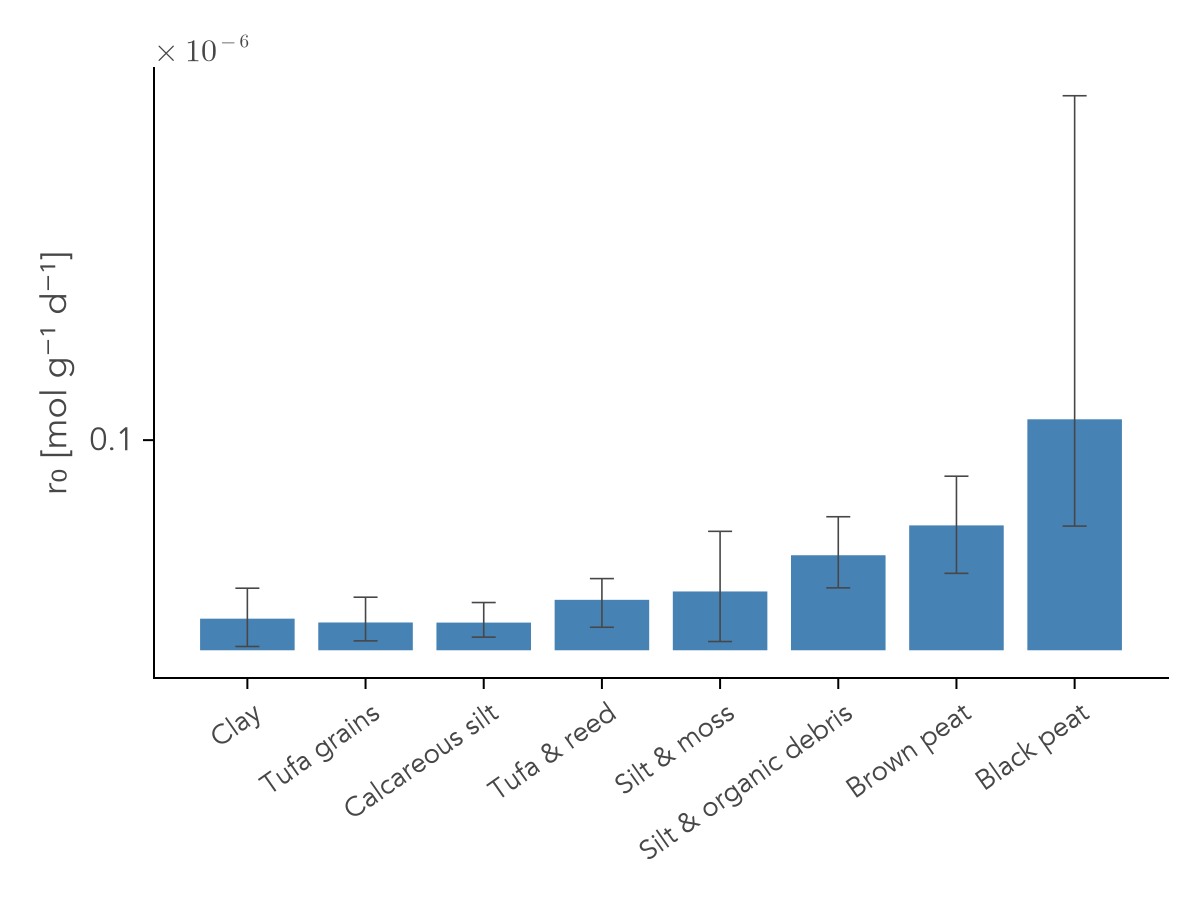 × 10⁻⁶
r₀ [mol g⁻¹ d⁻¹]
0.1
Clay
Tufa grains
Calcareous silt
Tufa & reed
Silt & moss
Silt & organic debris
Brown peat
Black peat